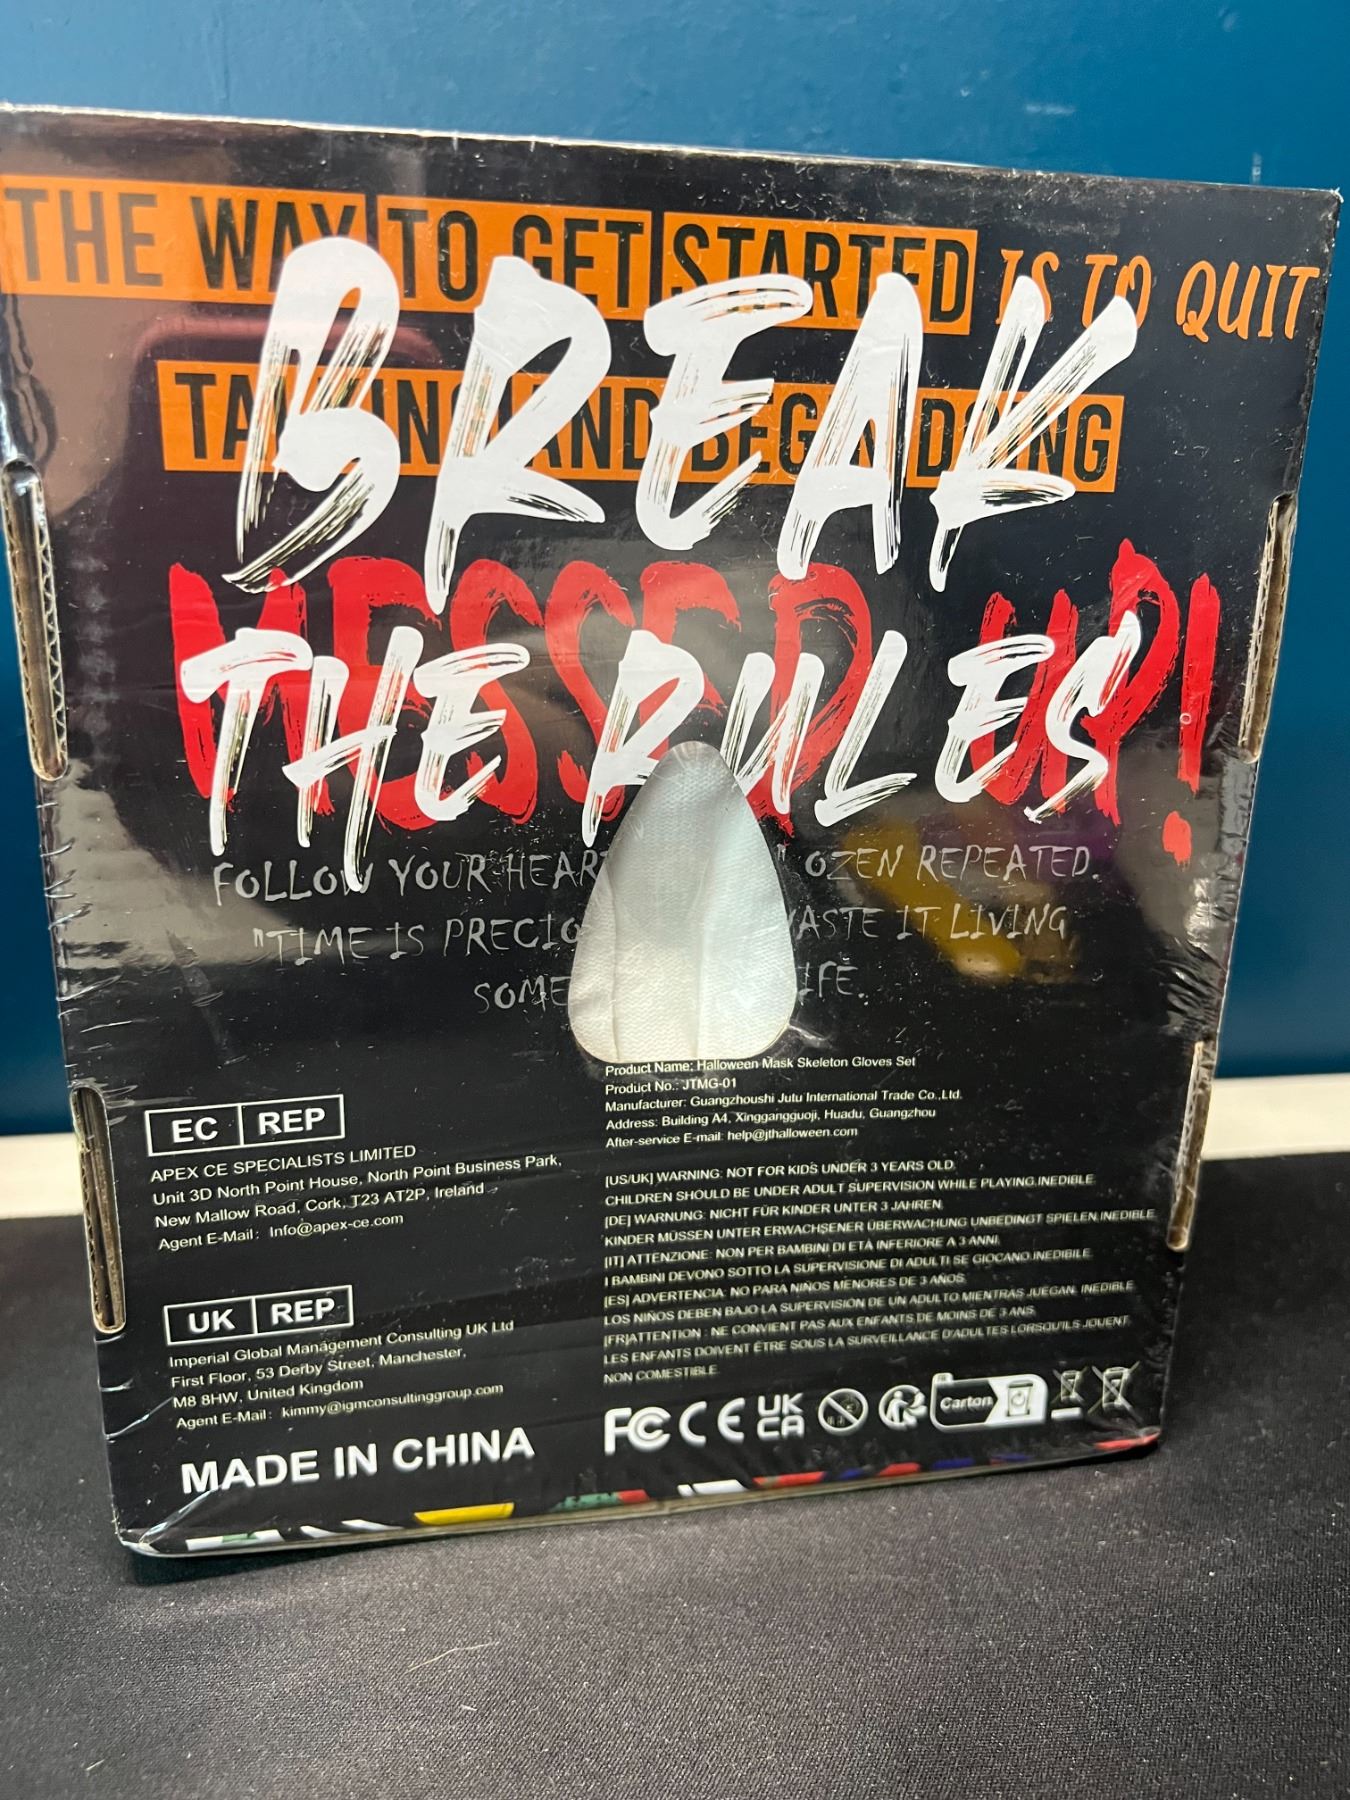 THE WAY TO GET STARTED IS TO QUIT
TALKING AND BEGIN DOING
BREAK
MESSED UP!
THE RULES
FOLLOW YOUR HEAR OZEN REPEATED.
"TIME IS PRECIO ASTE IT LIVING
SOME IFE.
Product Name: Halloween Mask Skeleton Gloves Set
Product No.: JTMG-01
Manufacturer: Guangzhoushi Jutu International Trade Co.,Ltd.
Address: Building A4, Xinggangguoji, Huadu, Guangzhou
After-service E-mail: help@jthalloween.com
EC REP
APEX CE SPECIALISTS LIMITED
Unit 3D North Point House, North Point Business Park,
New Mallow Road, Cork, T23 AT2P, Ireland
Agent E-Mail: Info@apex-ce.com
UK REP
Imperial Global Management Consulting UK Ltd
First Floor, 53 Derby Street, Manchester,
M8 8HW, United Kingdom
Agent E-Mail: kimmy@igmconsultinggroup.com
MADE IN CHINA
[US/UK] WARNING: NOT FOR KIDS UNDER 3 YEARS OLD.
CHILDREN SHOULD BE UNDER ADULT SUPERVISION WHILE PLAYING.INEDIBLE.
[DE] WARNUNG: NICHT FÜR KINDER UNTER 3 JAHREN.
KINDER MÜSSEN UNTER ERWACHSENER ÜBERWACHUNG UNBEDINGT SPIELEN.INEDIBLE.
[IT] ATTENZIONE: NON PER BAMBINI DI ETÀ INFERIORE A 3 ANNI.
I BAMBINI DEVONO SOTTO LA SUPERVISIONE DI ADULTI SE GIOCANO.INEDIBILE.
[ES] ADVERTENCIA: NO PARA NIÑOS MENORES DE 3 AÑOS.
LOS NIÑOS DEBEN BAJO LA SUPERVISIÓN DE UN ADULTO MIENTRAS JUEGAN. INEDIBLE.
[FR]ATTENTION : NE CONVIENT PAS AUX ENFANTS DE MOINS DE 3 ANS.
LES ENFANTS DOIVENT ÊTRE SOUS LA SURVEILLANCE D'ADULTES LORSQU'ILS JOUENT.
NON COMESTIBLE.
FC CE UK CA Carton